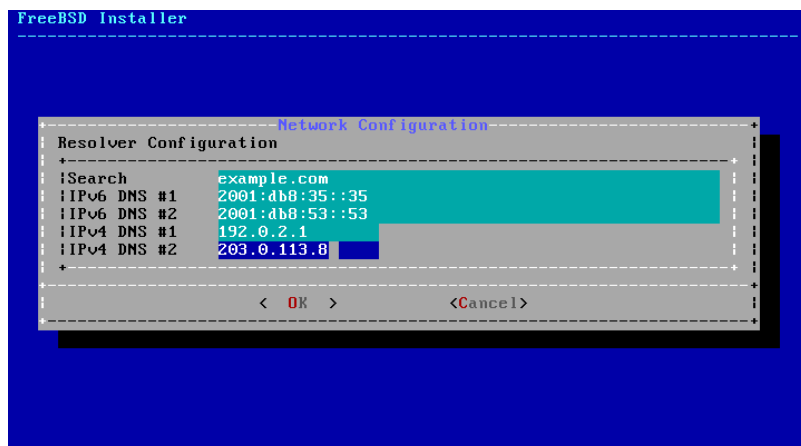 FreeBSD Installer
Network Configuration
Resolver Configuration
Search example.com
IPv6 DNS #1 2001:db8:35::35
IPv6 DNS #2 2001:db8:53::53
IPv4 DNS #1 192.0.2.1
IPv4 DNS #2 203.0.113.8
< OK > <Cancel>